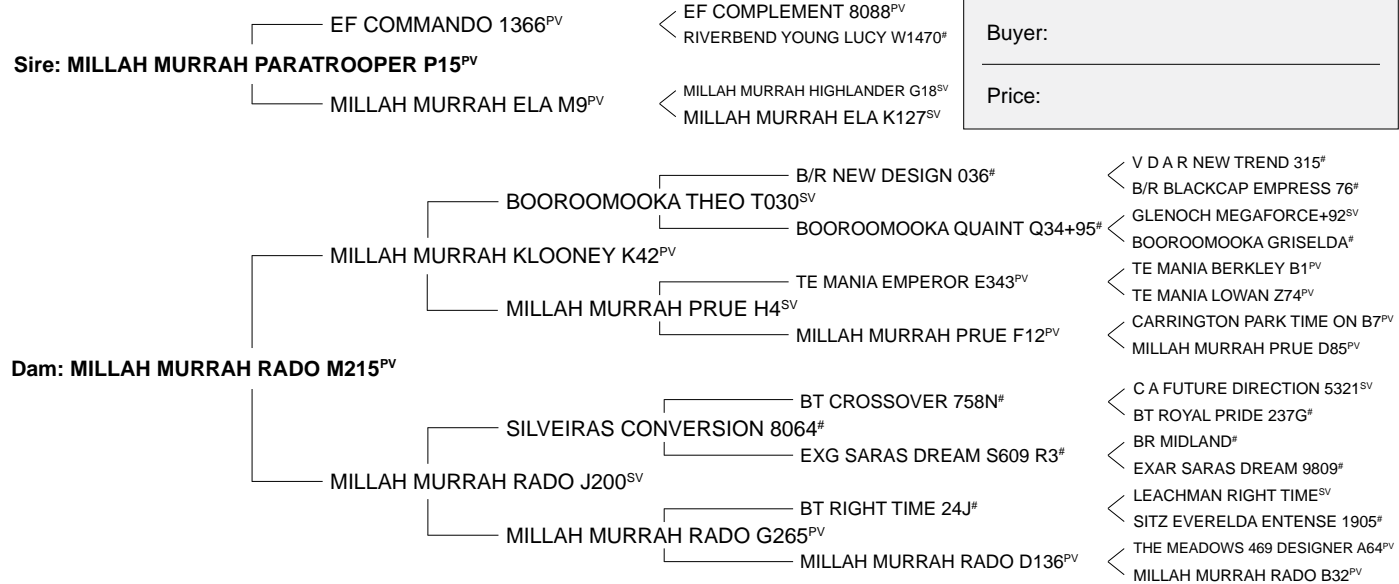 EF COMPLEMENT 8088PV
EF COMMANDO 1366PV
RIVERBEND YOUNG LUCY W1470#
Buyer:
Sire: MILLAH MURRAH PARATROOPER P15PV
MILLAH MURRAH HIGHLANDER G18SV
Price:
MILLAH MURRAH ELA M9PV
MILLAH MURRAH ELA K127SV
V D A R NEW TREND 315#
B/R NEW DESIGN 036#
B/R BLACKCAP EMPRESS 76#
BOOROOMOOKA THEO T030SV
GLENOCH MEGAFORCE+92SV
BOOROOMOOKA QUAINT Q34+95#
BOOROOMOOKA GRISELDA#
MILLAH MURRAH KLOONEY K42PV
TE MANIA BERKLEY B1PV
TE MANIA EMPEROR E343PV
TE MANIA LOWAN Z74PV
MILLAH MURRAH PRUE H4SV
CARRINGTON PARK TIME ON B7PV
MILLAH MURRAH PRUE F12PV
MILLAH MURRAH PRUE D85PV
Dam: MILLAH MURRAH RADO M215PV
C A FUTURE DIRECTION 5321SV
BT CROSSOVER 758N#
BT ROYAL PRIDE 237G#
SILVEIRAS CONVERSION 8064#
BR MIDLAND#
EXG SARAS DREAM S609 R3#
EXAR SARAS DREAM 9809#
MILLAH MURRAH RADO J200SV
LEACHMAN RIGHT TIMESV
BT RIGHT TIME 24J#
SITZ EVERELDA ENTENSE 1905#
MILLAH MURRAH RADO G265PV
THE MEADOWS 469 DESIGNER A64PV
MILLAH MURRAH RADO D136PV
MILLAH MURRAH RADO B32PV